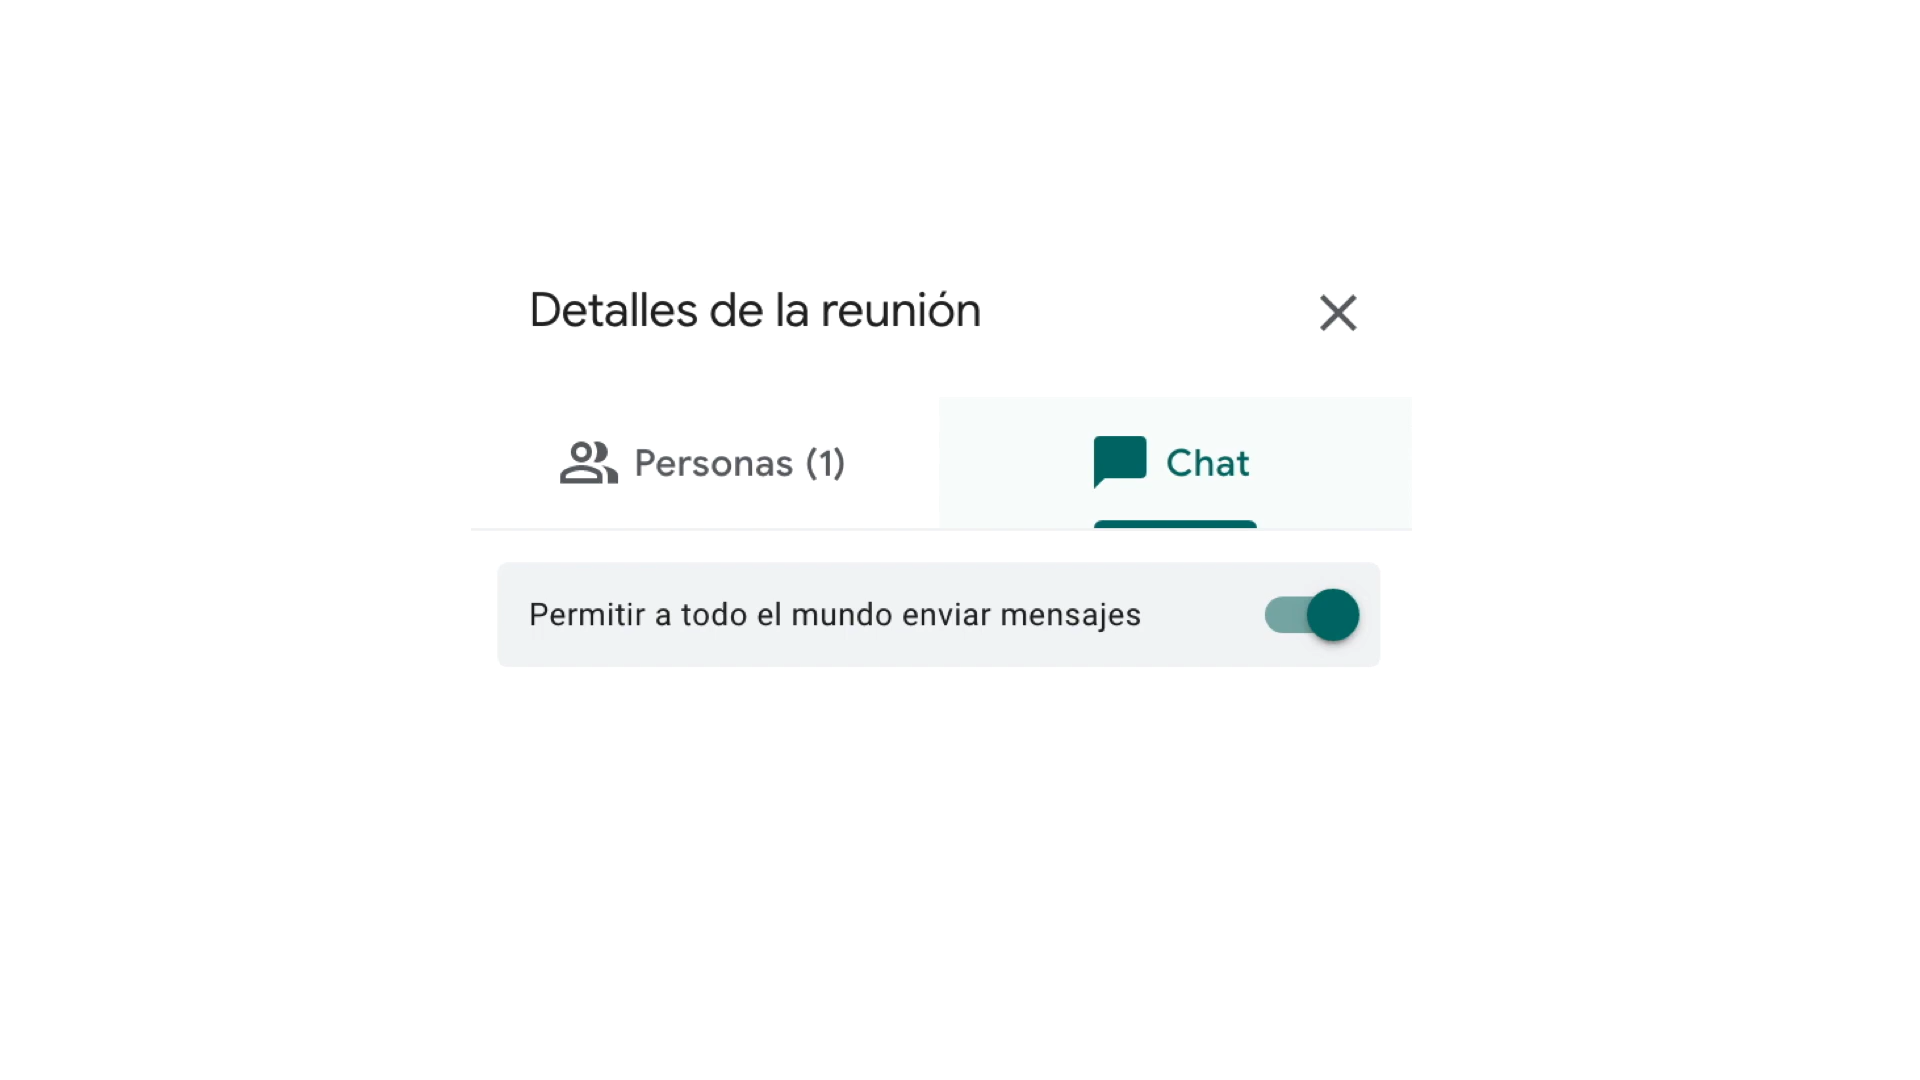 Detalles de la reunión
Personas (1)
Chat
Permitir a todo el mundo enviar mensajes